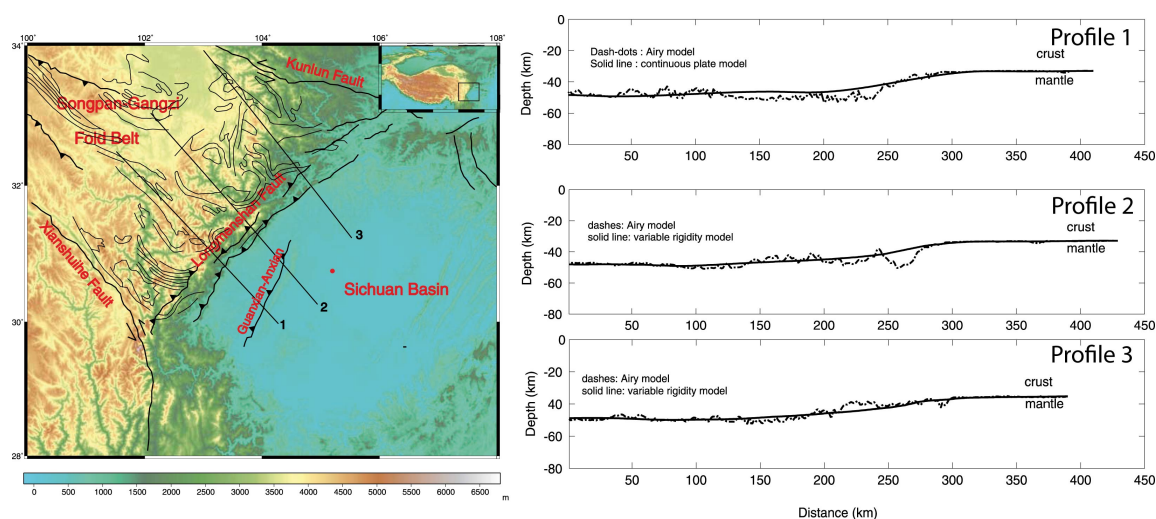 100˚ 102˚ 104˚ 106˚ 108˚
34˚
Kunlun Fault
Songpan-Gangzi
Fold Belt
32˚
Longmenshan Fault
Xianshuihe Fault
3
Guanxian-Anxian
Sichuan Basin
2
1
30˚
28˚
0 500 1000 1500 2000 2500 3000 3500 4000 4500 5000 5500 6000 6500
m
Profile 1
Dash-dots : Airy model
Solid line : continuous plate model
crust
mantle
Depth (km)
0
-20
-40
-60
-80
50 100 150 200 250 300 350 400 450
Profile 2
dashes: Airy model
solid line: variable rigidity model
crust
mantle
Depth (km)
0
-20
-40
-60
-80
50 100 150 200 250 300 350 400 450
Profile 3
dashes: Airy model
solid line: variable rigidity model
crust
mantle
Depth (km)
0
-20
-40
-60
-80
50 100 150 200 250 300 350 400 450
Distance (km)